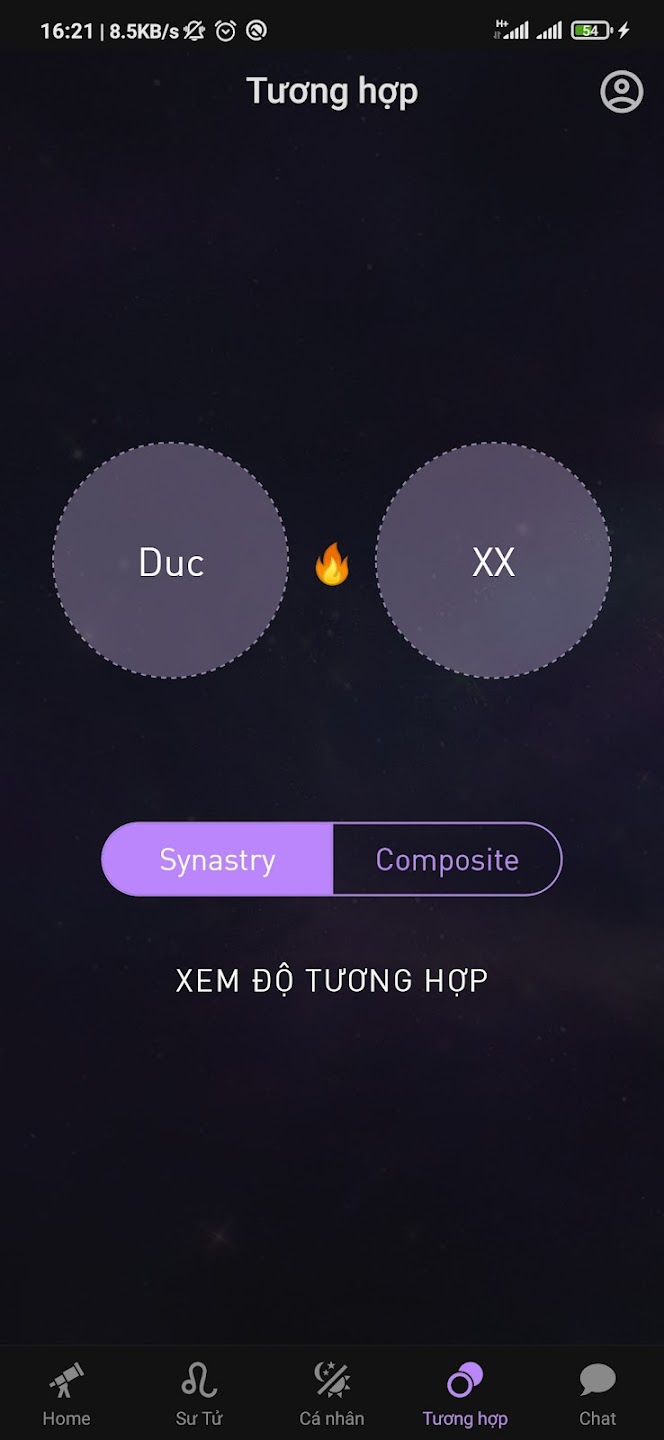 16:21 | 8.5KB/s H+ 54
Tương hợp
Duc 🔥 XX
Synastry Composite
XEM ĐỘ TƯƠNG HỢP
Home Sư Tử Cá nhân Tương hợp Chat